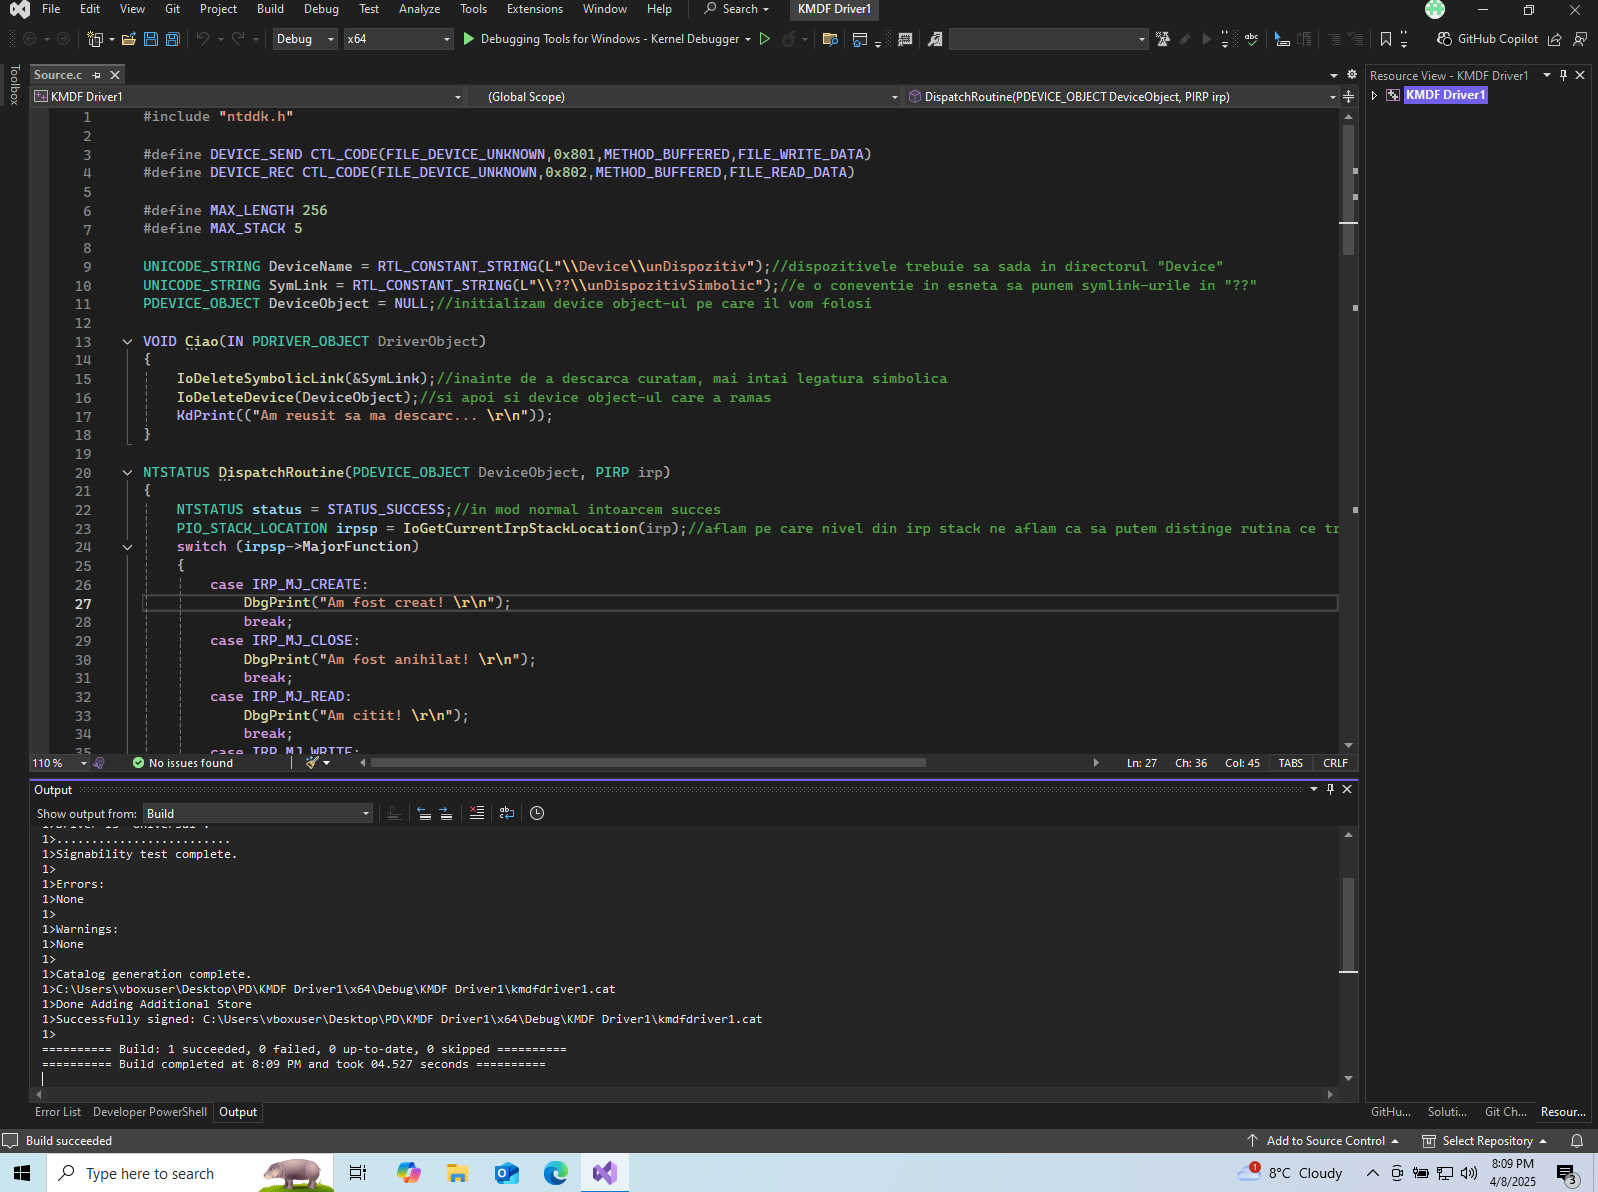 File Edit View Git Project Build Debug Test Analyze Tools Extensions Window Help Search KMDF Driver1
Debug x64 Debugging Tools for Windows - Kernel Debugger GitHub Copilot
Toolbox
Source.c
KMDF Driver1 (Global Scope) DispatchRoutine(PDEVICE_OBJECT DeviceObject, PIRP irp)
Resource View - KMDF Driver1
KMDF Driver1
1 #include "ntddk.h"
2
3 #define DEVICE_SEND CTL_CODE(FILE_DEVICE_UNKNOWN,0x801,METHOD_BUFFERED,FILE_WRITE_DATA)
4 #define DEVICE_REC CTL_CODE(FILE_DEVICE_UNKNOWN,0x802,METHOD_BUFFERED,FILE_READ_DATA)
5
6 #define MAX_LENGTH 256
7 #define MAX_STACK 5
8
9 UNICODE_STRING DeviceName = RTL_CONSTANT_STRING(L"\\Device\\unDispozitiv");//dispozitivele trebuie sa sada in directorul "Device"
10 UNICODE_STRING SymLink = RTL_CONSTANT_STRING(L"\\??\\unDispozitivSimbolic");//e o coneventie in esneta sa punem symlink-urile in "??"
11 PDEVICE_OBJECT DeviceObject = NULL;//initializam device object-ul pe care il vom folosi
12
13 VOID Ciao(IN PDRIVER_OBJECT DriverObject)
14 {
15 IoDeleteSymbolicLink(&SymLink);//inainte de a descarca curatam, mai intai legatura simbolica
16 IoDeleteDevice(DeviceObject);//si apoi si device object-ul care a ramas
17 KdPrint(("Am reusit sa ma descarc... \r\n"));
18 }
19
20 NTSTATUS DispatchRoutine(PDEVICE_OBJECT DeviceObject, PIRP irp)
21 {
22 NTSTATUS status = STATUS_SUCCESS;//in mod normal intoarcem succes
23 PIO_STACK_LOCATION irpsp = IoGetCurrentIrpStackLocation(irp);//aflam pe care nivel din irp stack ne aflam ca sa putem distinge rutina ce tr
24 switch (irpsp->MajorFunction)
25 {
26 case IRP_MJ_CREATE:
27 DbgPrint("Am fost creat! \r\n");
28 break;
29 case IRP_MJ_CLOSE:
30 DbgPrint("Am fost anihilat! \r\n");
31 break;
32 case IRP_MJ_READ:
33 DbgPrint("Am citit! \r\n");
34 break;
35 case IRP_MJ_WRITE:
110 % No issues found Ln: 27 Ch: 36 Col: 45 TABS CRLF
Output
Show output from: Build
1>Driver is 'Universal'.
1>.........................
1>Signability test complete.
1>
1>Errors:
1>None
1>
1>Warnings:
1>None
1>
1>Catalog generation complete.
1>C:\Users\vboxuser\Desktop\PD\KMDF Driver1\x64\Debug\KMDF Driver1\kmdfdriver1.cat
1>Done Adding Additional Store
1>Successfully signed: C:\Users\vboxuser\Desktop\PD\KMDF Driver1\x64\Debug\KMDF Driver1\kmdfdriver1.cat
1>
========== Build: 1 succeeded, 0 failed, 0 up-to-date, 0 skipped ==========
========== Build completed at 8:09 PM and took 04.527 seconds ==========
Error List Developer PowerShell Output
GitHu... Soluti... Git Ch... Resour...
Build succeeded Add to Source Control Select Repository
Type here to search 1 8°C Cloudy 8:09 PM
4/8/2025 3